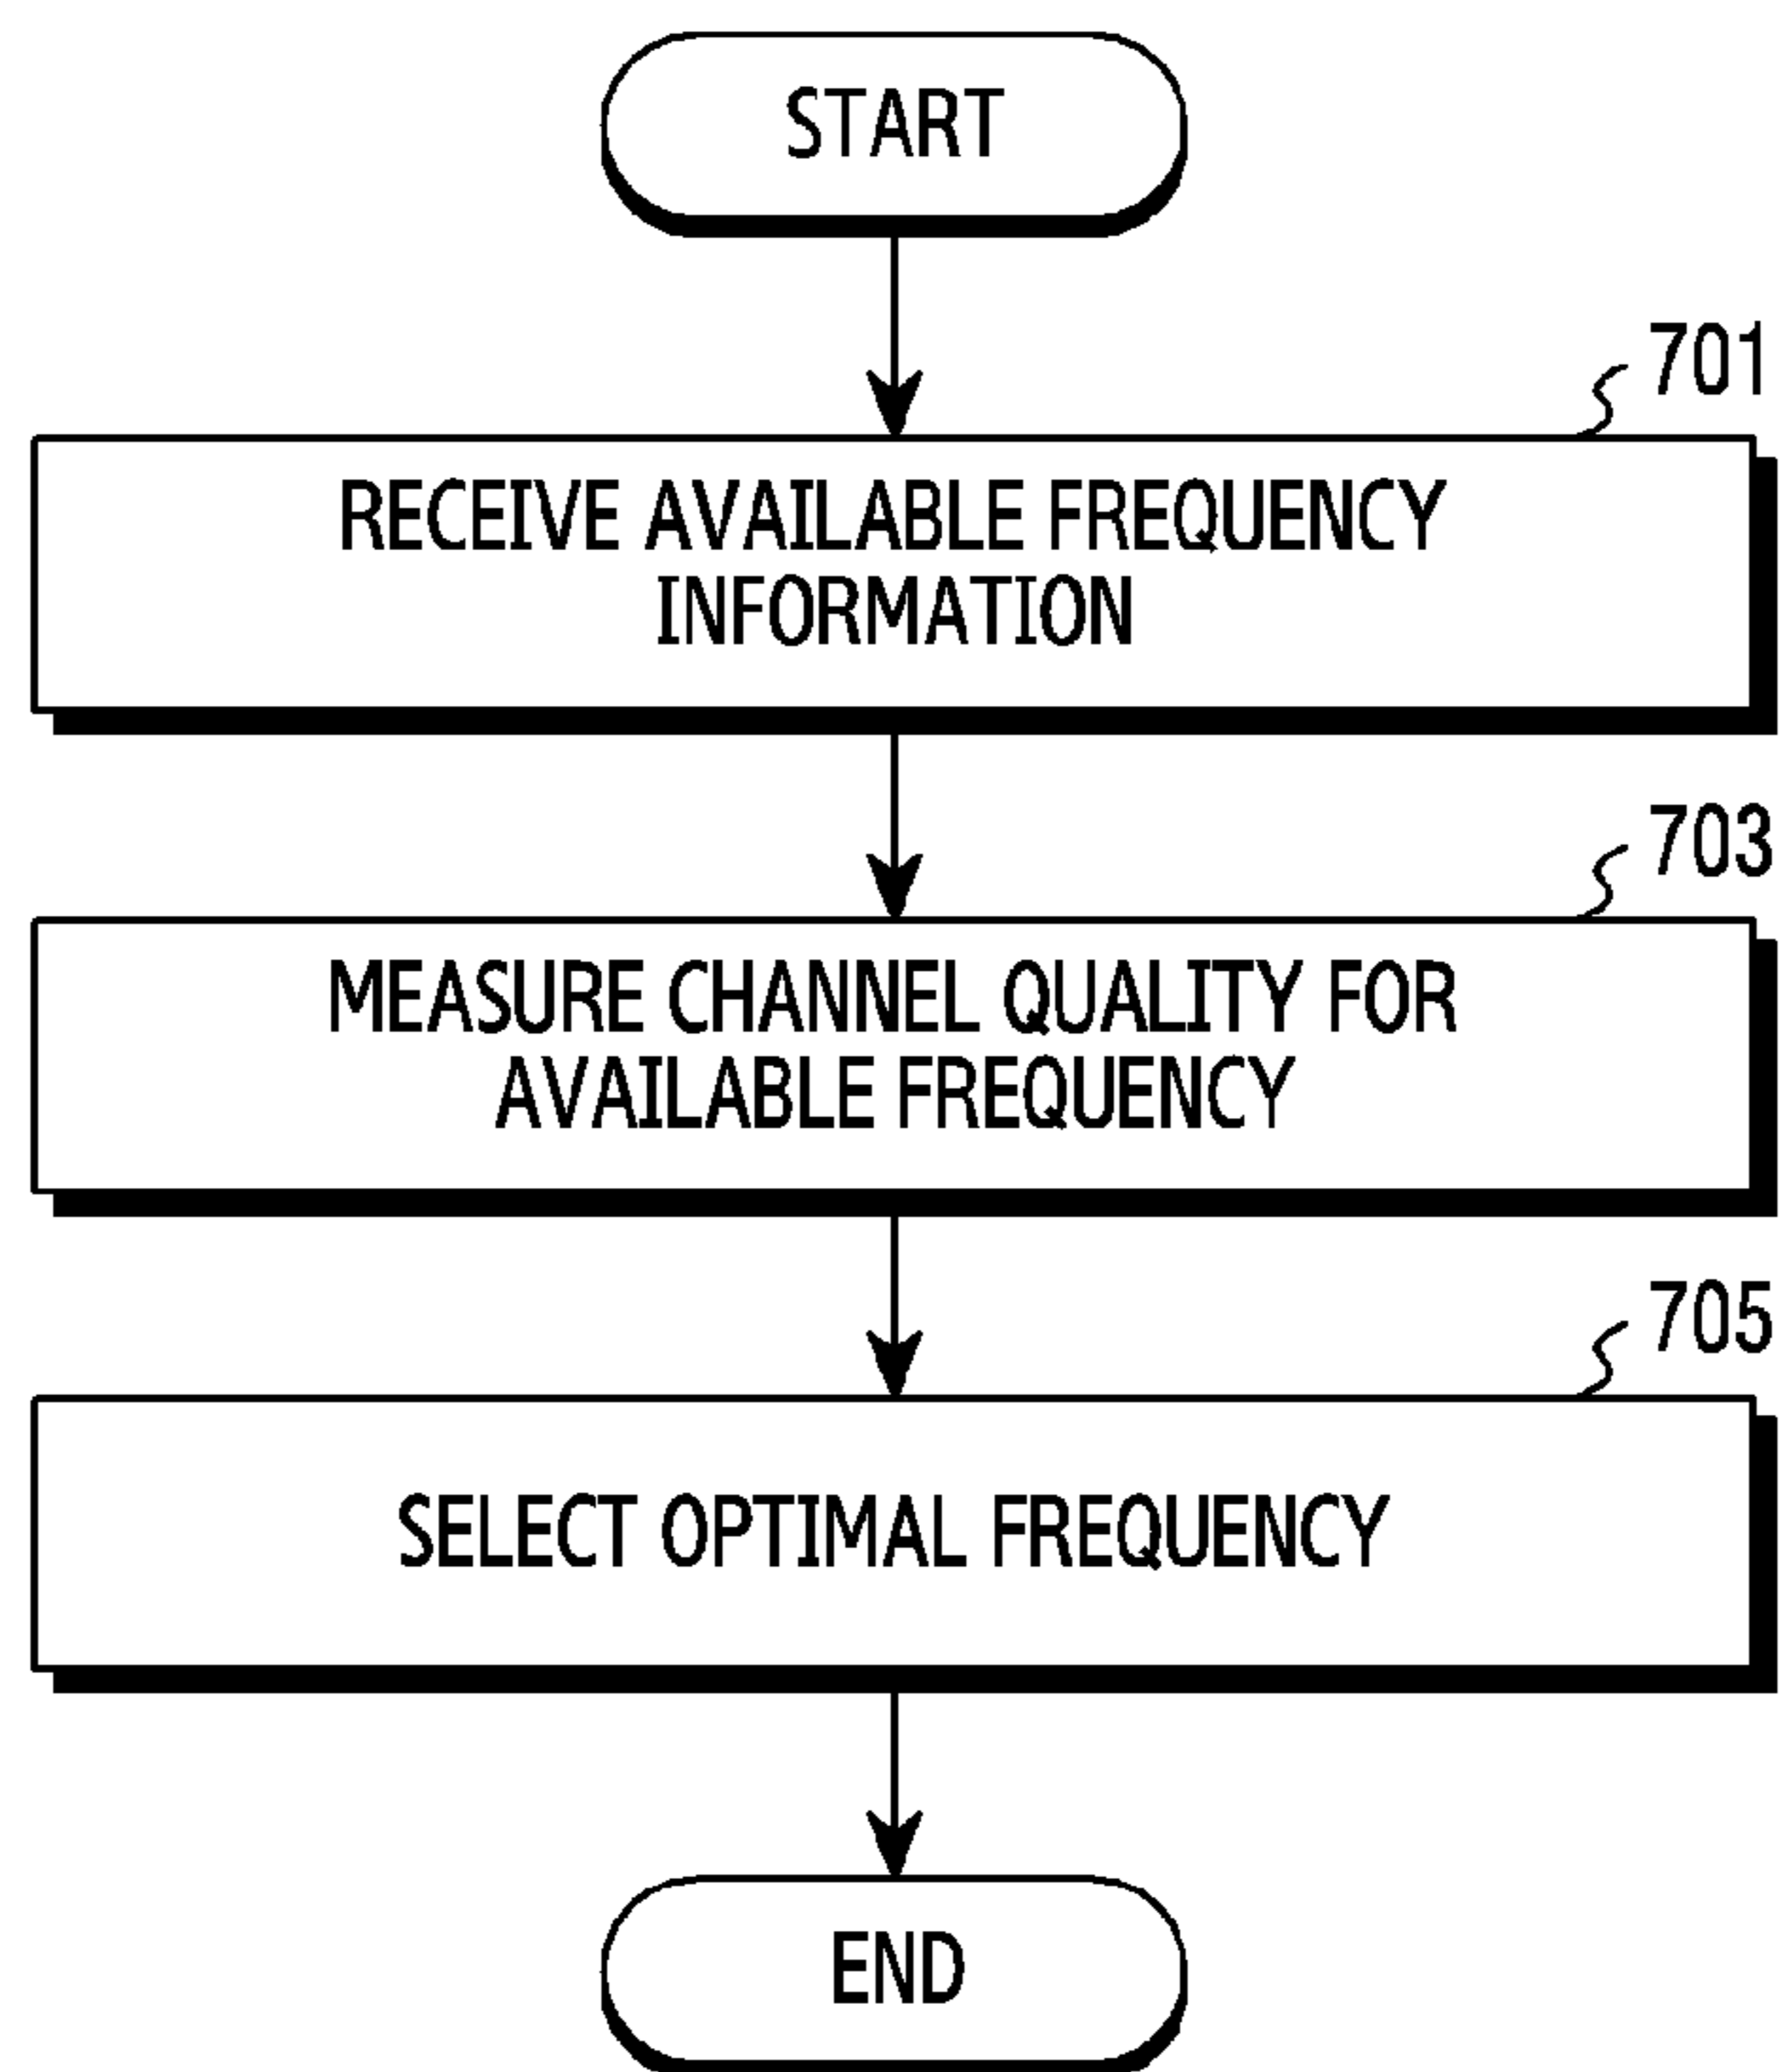 START
701
RECEIVE AVAILABLE FREQUENCY
INFORMATION
703
MEASURE CHANNEL QUALITY FOR
AVAILABLE FREQUENCY
705
SELECT OPTIMAL FREQUENCY
END